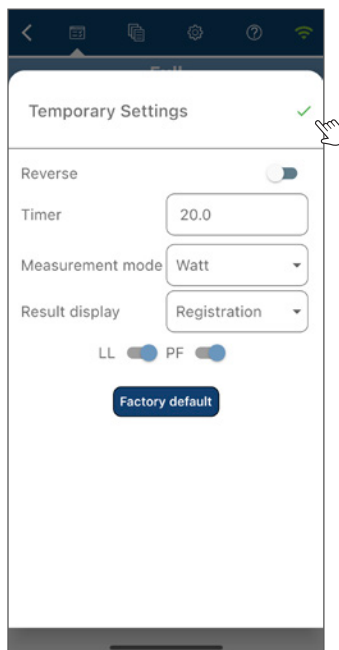 Temporary Settings
Reverse
Timer 20.0
Measurement mode Watt
Result display Registration
LL PF
Factory default